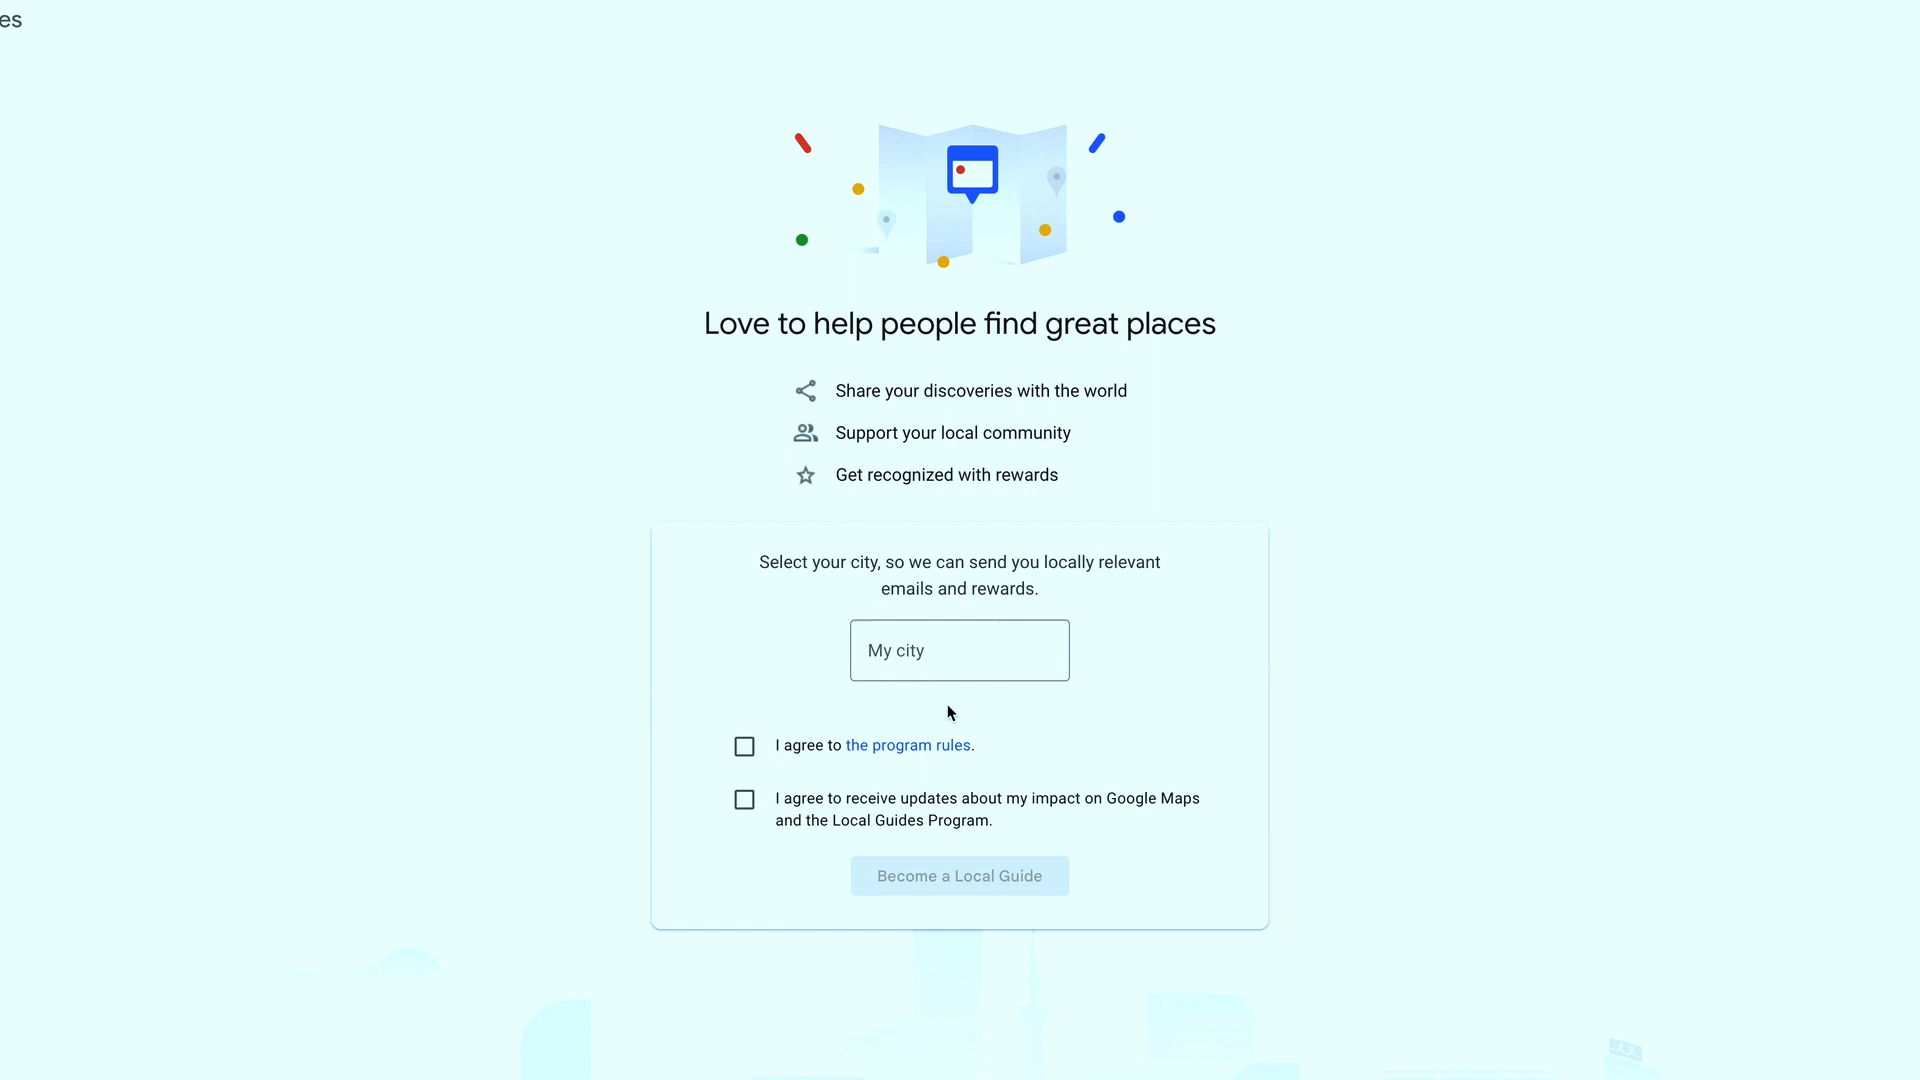 es
Love to help people find great places
Share your discoveries with the world
Support your local community
Get recognized with rewards
Select your city, so we can send you locally relevant
emails and rewards.
My city
I agree to the program rules.
I agree to receive updates about my impact on Google Maps
and the Local Guides Program.
Become a Local Guide